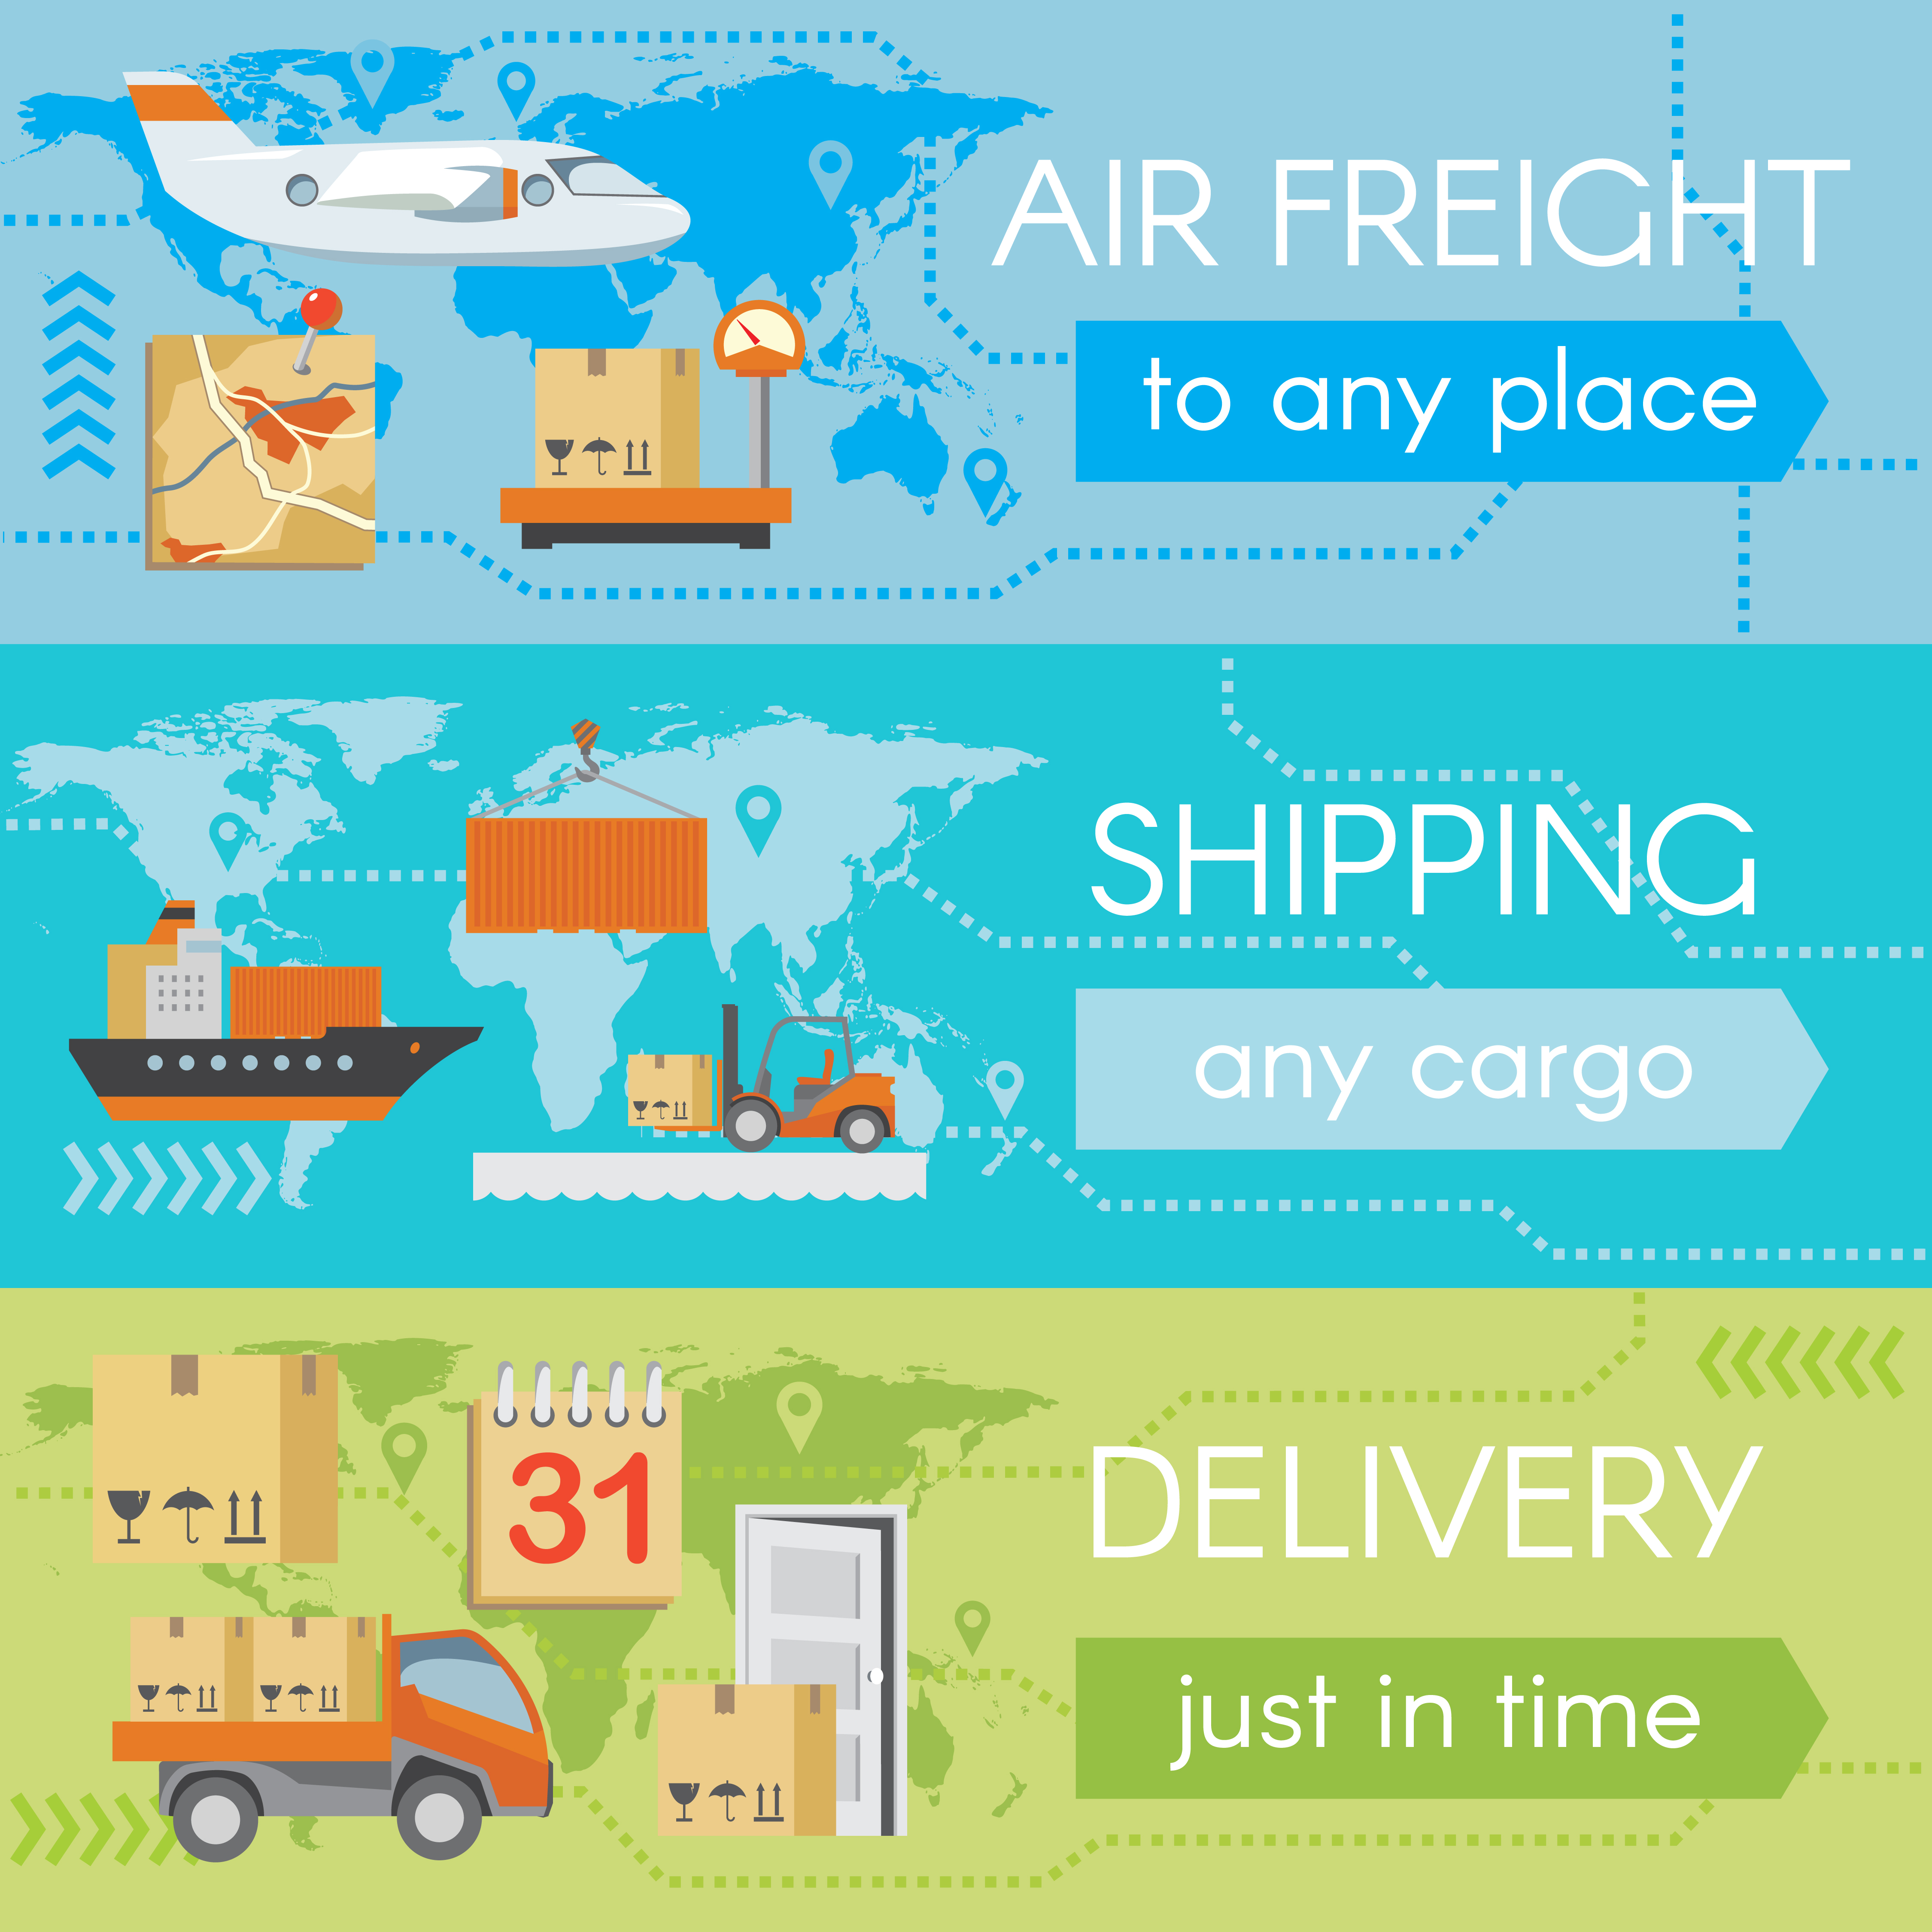 AIR FREIGHT
to any place
SHIPPING
any cargo
31
DELIVERY
just in time